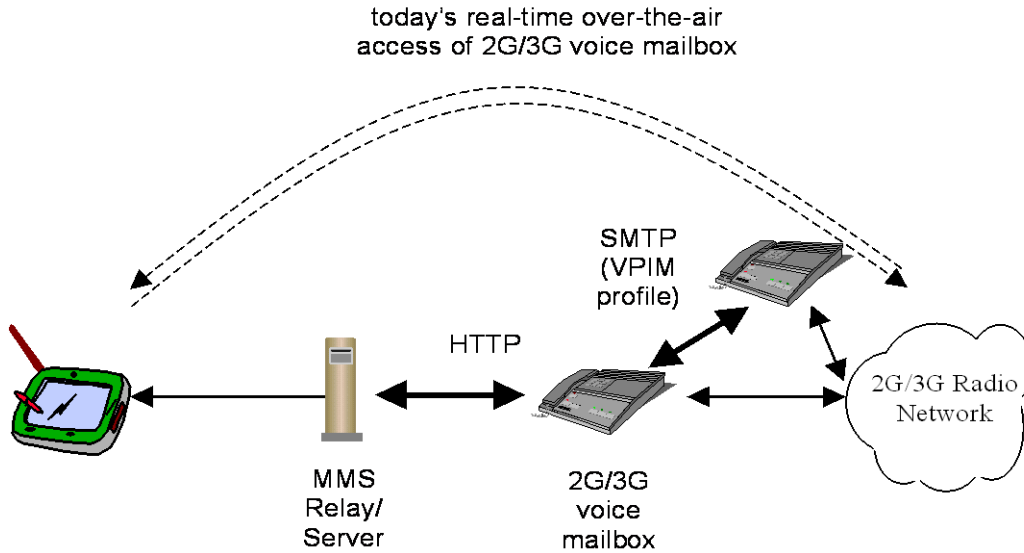 today's real-time over-the-air
access of 2G/3G voice mailbox
SMTP
(VPIM
profile)
HTTP
2G/3G Radio
Network
MMS
Relay/
Server
2G/3G
voice
mailbox